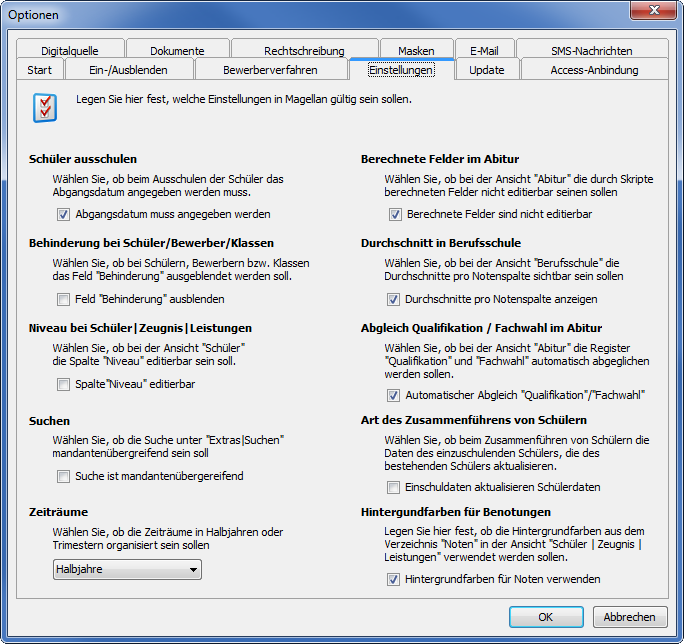 Optionen
Digitalquelle
Dokumente
Rechtschreibung
Masken
E-Mail
SMS-Nachrichten
Start
Ein-/Ausblenden
Bewerberverfahren
Einstellungen
Update
Access-Anbindung
Legen Sie hier fest, welche Einstellungen in Magellan gültig sein sollen.
Schüler ausschulen
Wählen Sie, ob beim Ausschulen der Schüler das
Abgangsdatum angegeben werden muss.
Abgangsdatum muss angegeben werden
Behinderung bei Schüler/Bewerber/Klassen
Wählen Sie, ob bei Schülern, Bewerbern bzw. Klassen
das Feld "Behinderung" ausgeblendet werden soll.
Feld "Behinderung" ausblenden
Niveau bei Schüler|Zeugnis|Leistungen
Wählen Sie, ob bei der Ansicht "Schüler"
die Spalte "Niveau" editierbar sein soll.
Spalte"Niveau" editierbar
Suchen
Wählen Sie, ob die Suche unter "Extras|Suchen"
mandantenübergreifend sein soll
Suche ist mandantenübergereifend
Zeiträume
Wählen Sie, ob die Zeiträume in Halbjahren oder
Trimestern organisiert sein sollen
Halbjahre
Berechnete Felder im Abitur
Wählen Sie, ob bei der Ansicht "Abitur" die durch Skripte
berechneten Felder nicht editierbar seinen sollen
Berechnete Felder sind nicht editierbar
Durchschnitt in Berufsschule
Wählen Sie, ob bei der Ansicht "Berufsschule" die
Durchschnitte pro Notenspalte sichtbar sein sollen
Durchschnitte pro Notenspalte anzeigen
Abgleich Qualifikation / Fachwahl im Abitur
Wählen Sie, ob bei der Ansicht "Abitur" die Register
"Qualifikation" und "Fachwahl" automatisch abgeglichen
werden sollen.
Automatischer Abgleich "Qualifikation"/"Fachwahl"
Art des Zusammenführens von Schülern
Wählen Sie, ob beim Zusammenführen von Schülern die
Daten des einzuschulenden Schülers, die des
bestehenden Schülers aktualisieren.
Einschuldaten aktualisieren Schülerdaten
Hintergundfarben für Benotungen
Legen Sie hier fest, ob die Hintergrundfarben aus dem
Verzeichnis "Noten" in der Ansicht "Schüler | Zeugnis |
Leistungen" verwendet werden sollen.
Hintergrundfarben für Noten verwenden
OK
Abbrechen